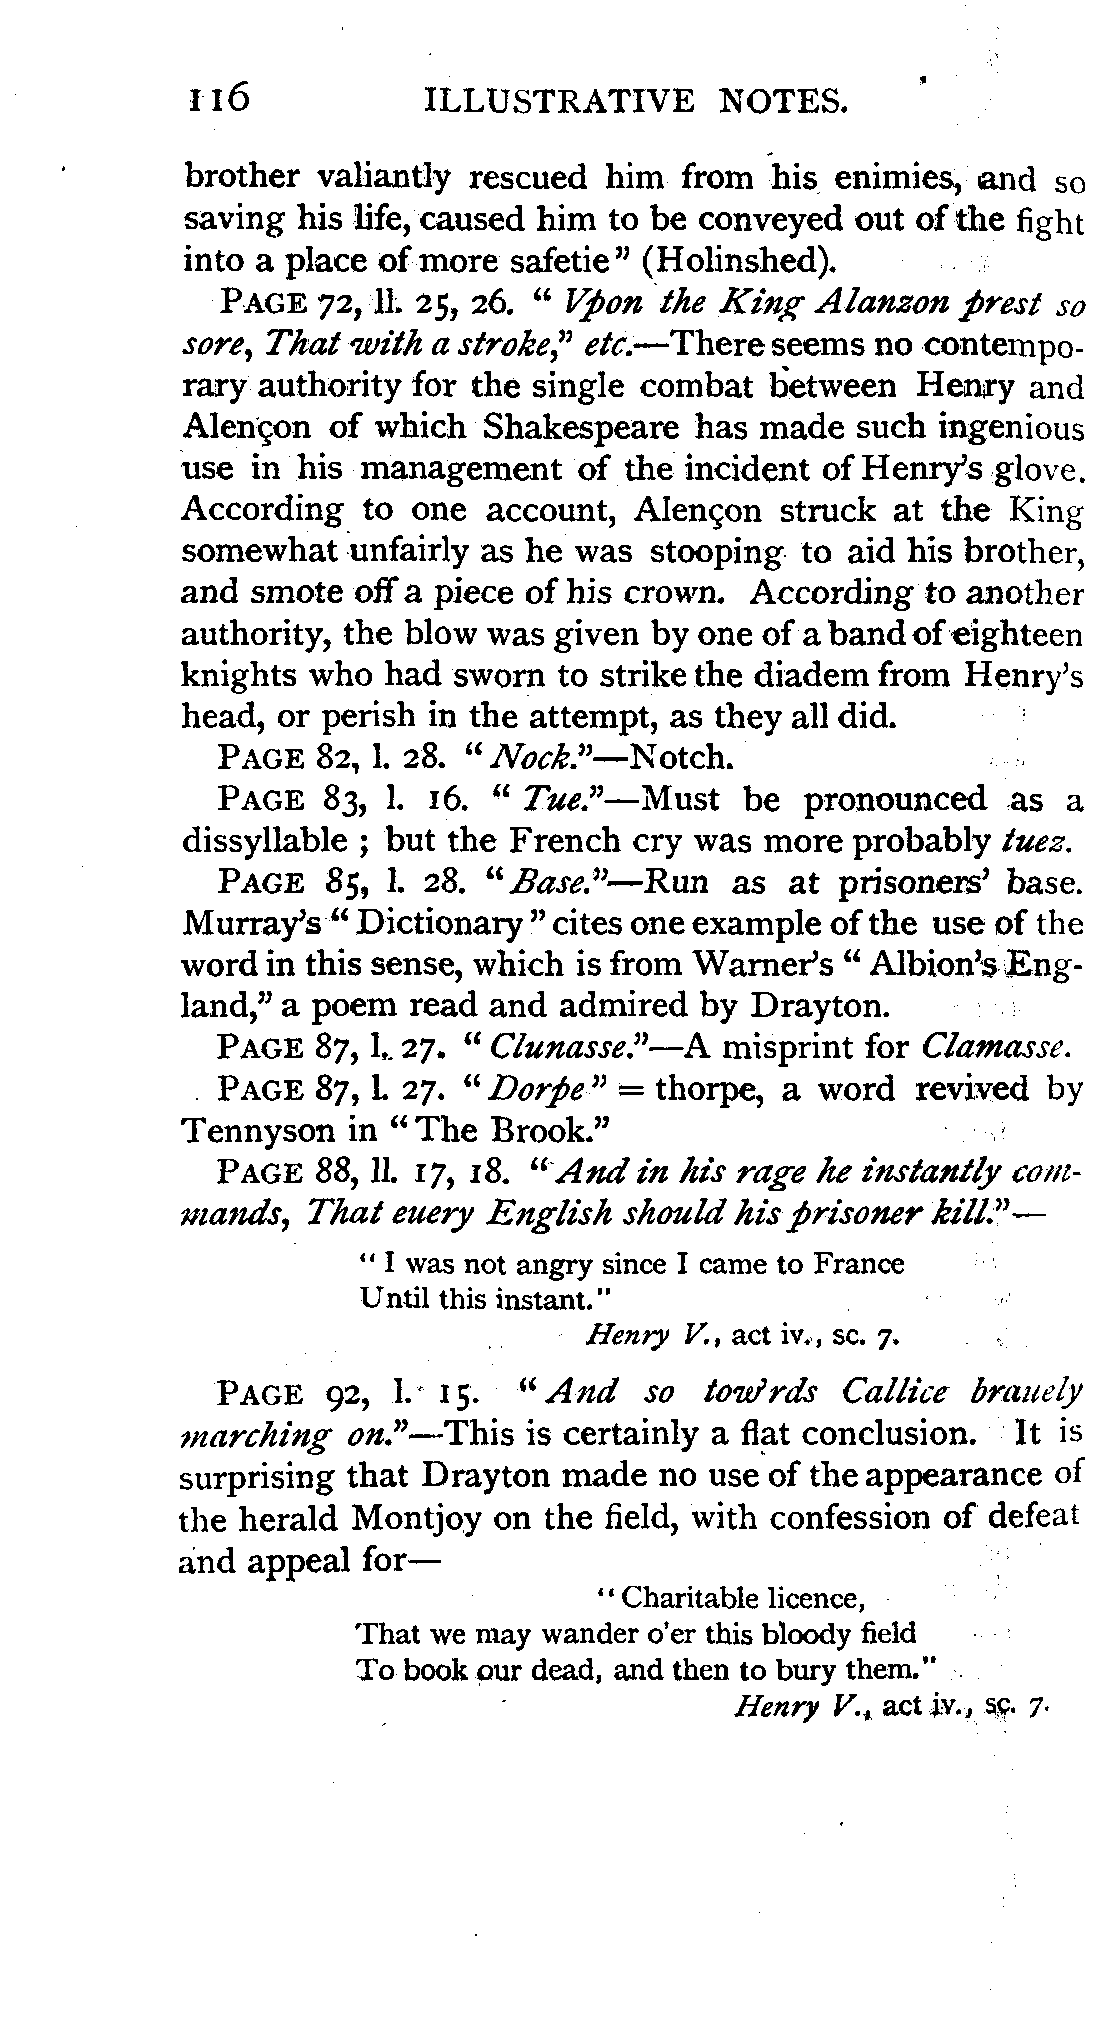 116 ILLUSTRATIVE NOTES.
brother valiantly rescued him from his enimies, and so
saving his life, caused him to be conveyed out of the fight
into a place of more safetie" (Holinshed).
PAGE 72, ll. 25, 26. "Vpon the King Alanzon prest so
sore, That with a stroke," etc.—There seems no contempo-
rary authority for the single combat between Henry and
Alençon of which Shakespeare has made such ingenious
use in his management of the incident of Henry's glove.
According to one account, Alençon struck at the King
somewhat unfairly as he was stooping to aid his brother,
and smote off a piece of his crown. According to another
authority, the blow was given by one of a band of eighteen
knights who had sworn to strike the diadem from Henry's
head, or perish in the attempt, as they all did.
PAGE 82, l. 28. "Nock."—Notch.
PAGE 83, l. 16. "Tue."—Must be pronounced as a
dissyllable ; but the French cry was more probably tuez.
PAGE 85, l. 28. "Base."—Run as at prisoners' base.
Murray's "Dictionary" cites one example of the use of the
word in this sense, which is from Warner's "Albion's Eng-
land," a poem read and admired by Drayton.
PAGE 87, l. 27. "Clunasse."—A misprint for Clamasse.
PAGE 87, l. 27. "Dorpe" = thorpe, a word revived by
Tennyson in "The Brook."
PAGE 88, ll. 17, 18. "And in his rage he instantly com-
mands, That euery English should his prisoner kill."—
"I was not angry since I came to France
Until this instant."
Henry V., act iv., sc. 7.
PAGE 92, l. 15. "And so tow'rds Callice brauely
marching on."—This is certainly a flat conclusion. It is
surprising that Drayton made no use of the appearance of
the herald Montjoy on the field, with confession of defeat
and appeal for—
"Charitable licence,
That we may wander o'er this bloody field
To book our dead, and then to bury them."
Henry V., act iv., sc. 7.